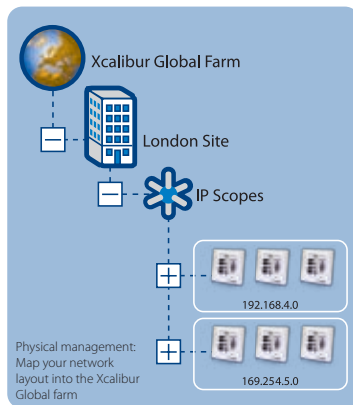 Xcalibur Global Farm
London Site
IP Scopes
192.168.4.0
169.254.5.0
Physical management:
Map your network
layout into the Xcalibur
Global farm